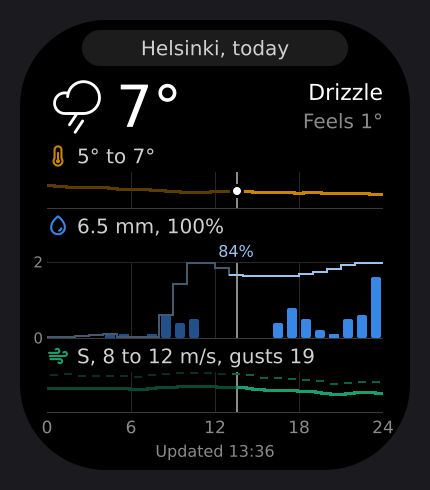 Helsinki, today
7°
Drizzle
Feels 1°
5° to 7°
6.5 mm, 100%
84%
2
0
S, 8 to 12 m/s, gusts 19
0 6 12 18 24
Updated 13:36